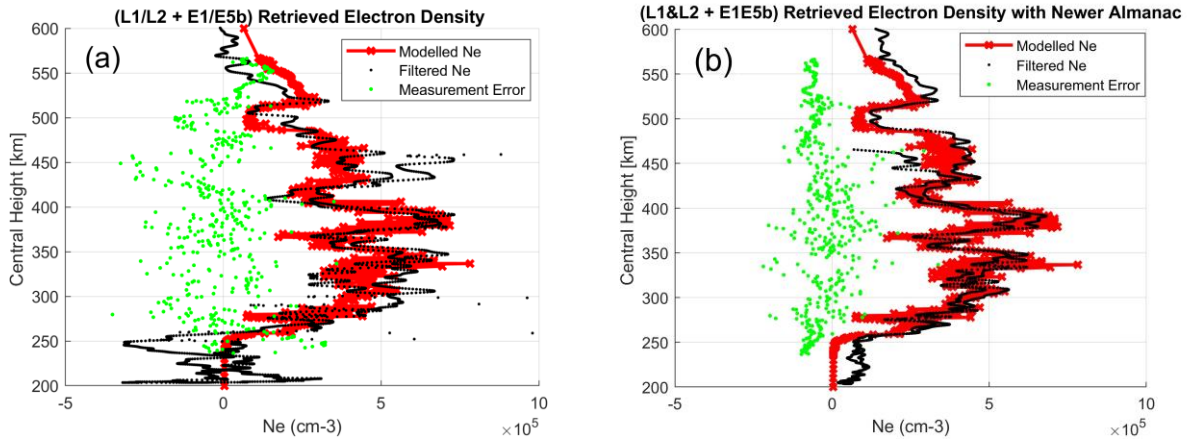 (L1/L2 + E1/E5b) Retrieved Electron Density
(a)
Modelled Ne
Filtered Ne
Measurement Error
Central Height [km]
600
550
500
450
400
350
300
250
200
-5
0
5
10
Ne (cm-3)
×10^5
(L1&L2 + E1E5b) Retrieved Electron Density with Newer Almanac
(b)
Modelled Ne
Filtered Ne
Measurement Error
Central Height [km]
600
550
500
450
400
350
300
250
200
-5
0
5
10
Ne (cm-3)
×10^5